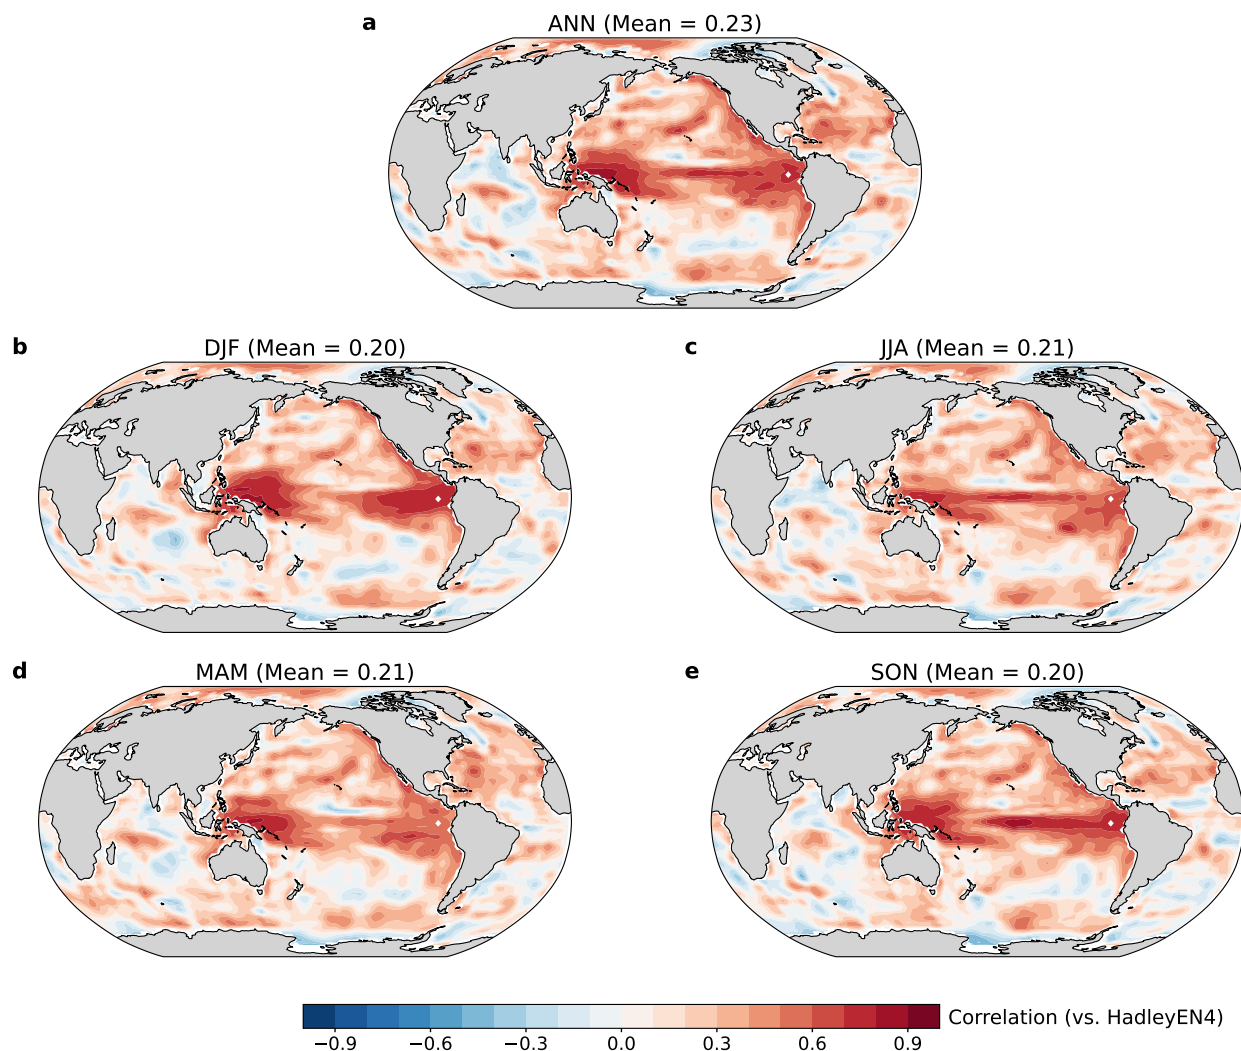 a
ANN (Mean = 0.23)
b
DJF (Mean = 0.20)
c
JJA (Mean = 0.21)
d
MAM (Mean = 0.21)
e
SON (Mean = 0.20)
−0.9 −0.6 −0.3 0.0 0.3 0.6 0.9
Correlation (vs. HadleyEN4)